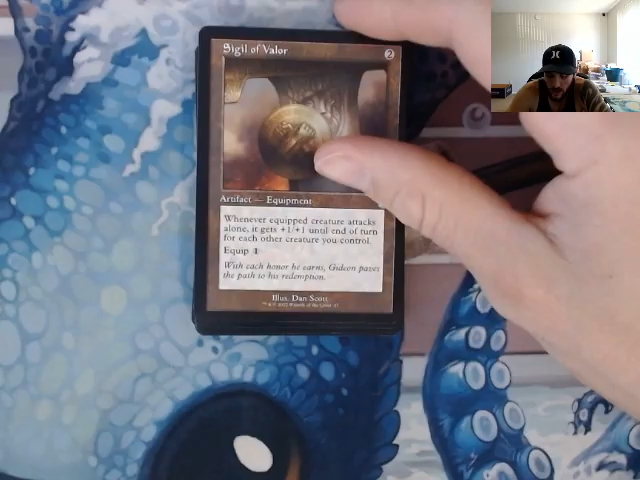 Sigil of Valor
2
Artifact — Equipment
Whenever equipped creature attacks
alone, it gets +1/+1 until end of turn
for each other creature you control.
Equip 1
With each honor he earns, Gideon paves
the path to his redemption.
Illus. Dan Scott